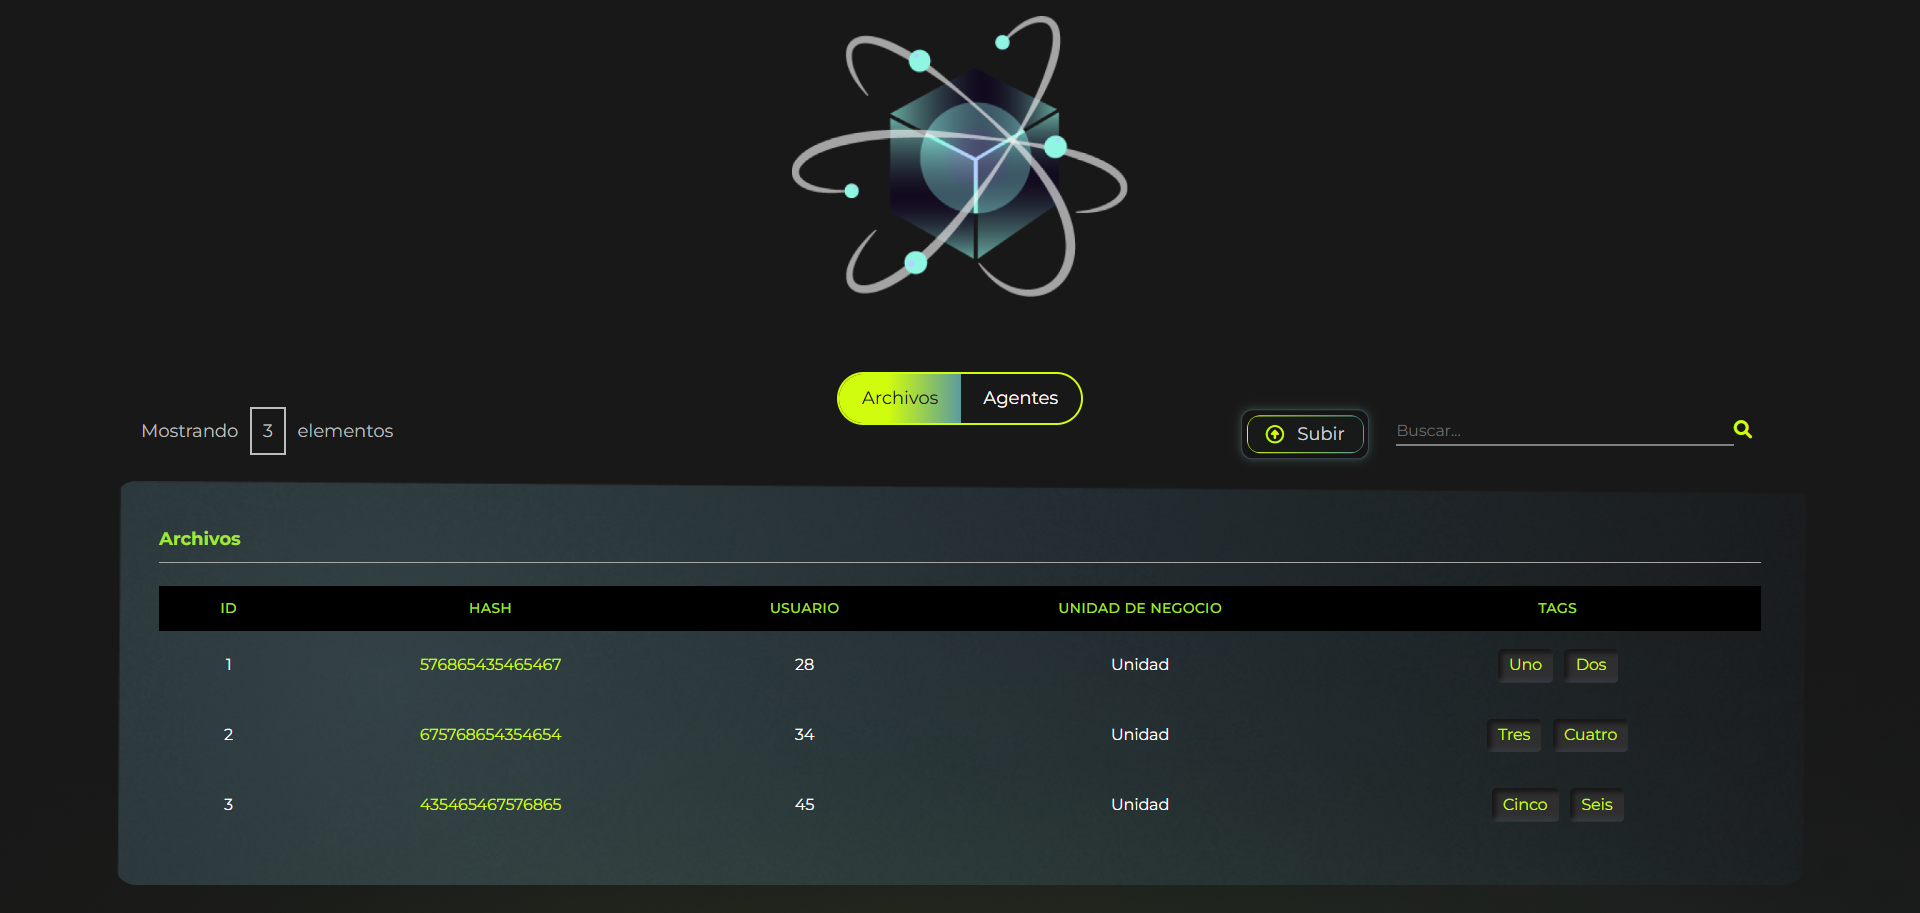 Archivos Agentes
Mostrando 3 elementos
Subir
Buscar...
Archivos
ID HASH USUARIO UNIDAD DE NEGOCIO TAGS
1 576865435465467 28 Unidad Uno Dos
2 675768654354654 34 Unidad Tres Cuatro
3 435465467576865 45 Unidad Cinco Seis